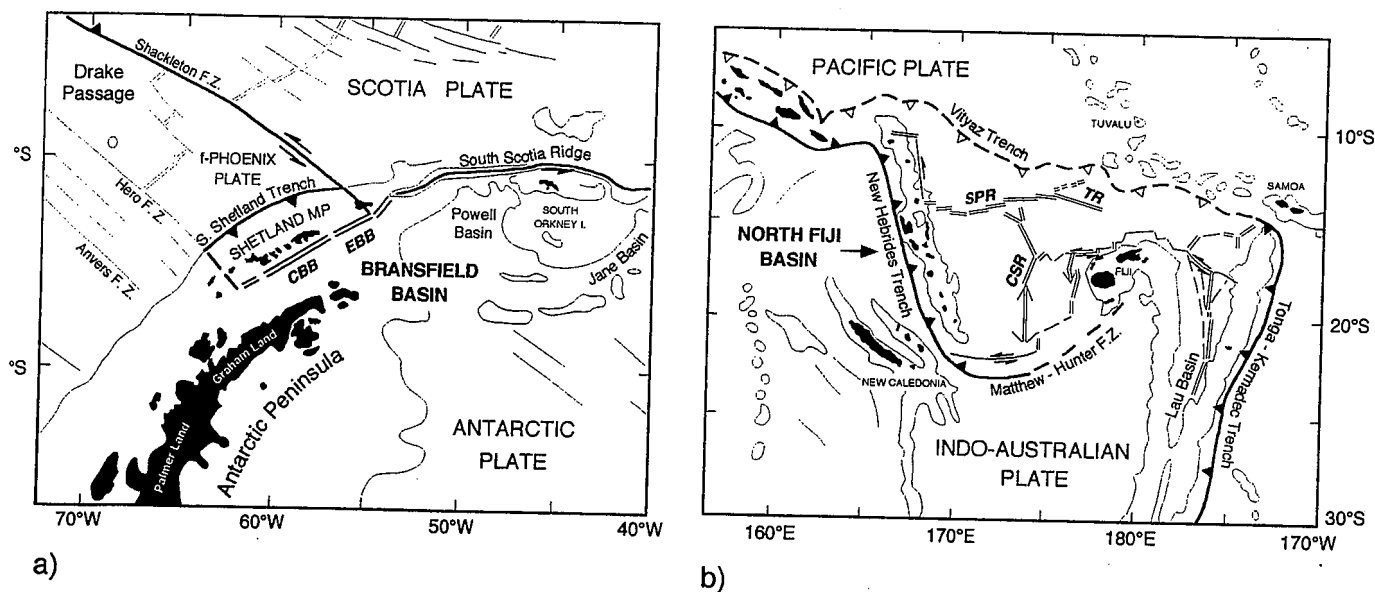 Shackleton F.Z.
Drake
Passage
SCOTIA PLATE
°S
f-PHOENIX
PLATE
South Scotia Ridge
Hero F.Z.
S. Shetland Trench
SHETLAND MP
Powell
Basin
SOUTH
ORKNEY I.
Anvers F.Z.
CBB
EBB
BRANSFIELD
BASIN
Jane Basin
°S
Graham Land
Palmer Land
Antarctic Peninsula
ANTARCTIC
PLATE
70°W
60°W
50°W
40°W
a)
PACIFIC PLATE
Vityaz Trench
TUVALU
10°S
SAMOA
SPR
TR
New Hebrides Trench
NORTH FIJI
BASIN
CSR
FIJI
20°S
NEW CALEDONIA
Matthew - Hunter F.Z.
Lau Basin
Tonga - Kermadec Trench
INDO-AUSTRALIAN
PLATE
30°S
160°E
170°E
180°E
170°W
b)